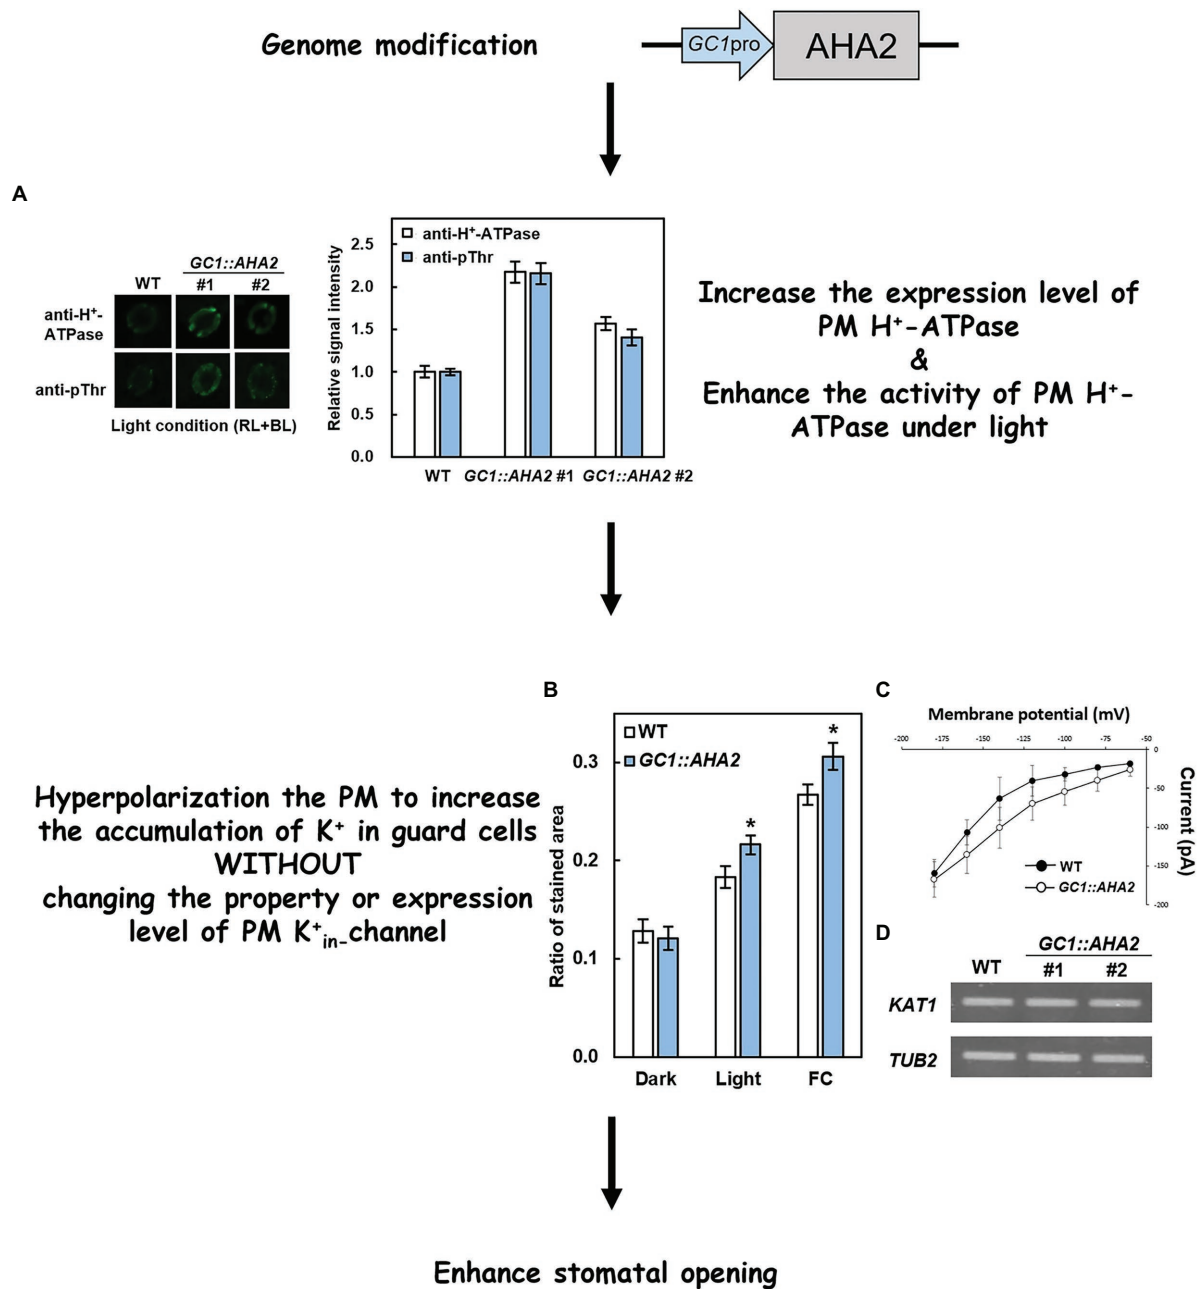 Genome modification
GC1pro
AHA2
A
WT
GC1::AHA2
#1
#2
anti-H⁺-
ATPase
anti-pThr
Light condition (RL+BL)
Relative signal intensity
2.5
2.0
1.5
1.0
0.5
0.0
anti-H⁺-ATPase
anti-pThr
WT
GC1::AHA2 #1
GC1::AHA2 #2
Increase the expression level of
PM H⁺-ATPase
&
Enhance the activity of PM H⁺-
ATPase under light
Hyperpolarization the PM to increase
the accumulation of K⁺ in guard cells
WITHOUT
changing the property or expression
level of PM K⁺in-channel
B
Ratio of stained area
0.3
0.2
0.1
0.0
WT
GC1::AHA2
*
*
Dark
Light
FC
C
Membrane potential (mV)
-200
-175
-150
-125
-100
-75
-50
0
-50
-100
-150
-200
Current (pA)
WT
GC1::AHA2
D
GC1::AHA2
WT
#1
#2
KAT1
TUB2
Enhance stomatal opening